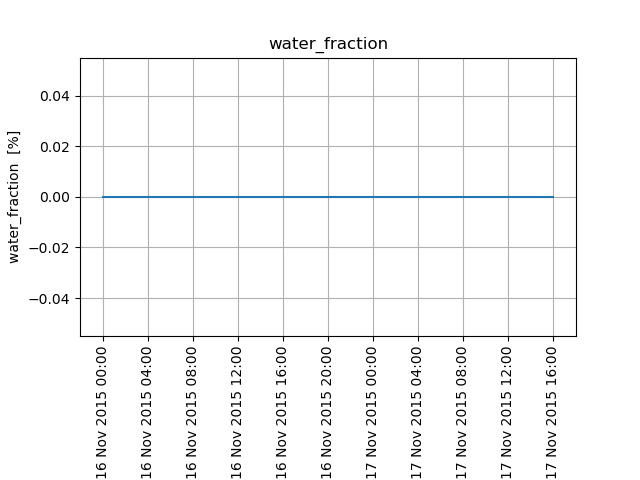 water_fraction
water_fraction [%]
0.04
0.02
0.00
−0.02
−0.04
16 Nov 2015 00:00
16 Nov 2015 04:00
16 Nov 2015 08:00
16 Nov 2015 12:00
16 Nov 2015 16:00
16 Nov 2015 20:00
17 Nov 2015 00:00
17 Nov 2015 04:00
17 Nov 2015 08:00
17 Nov 2015 12:00
17 Nov 2015 16:00